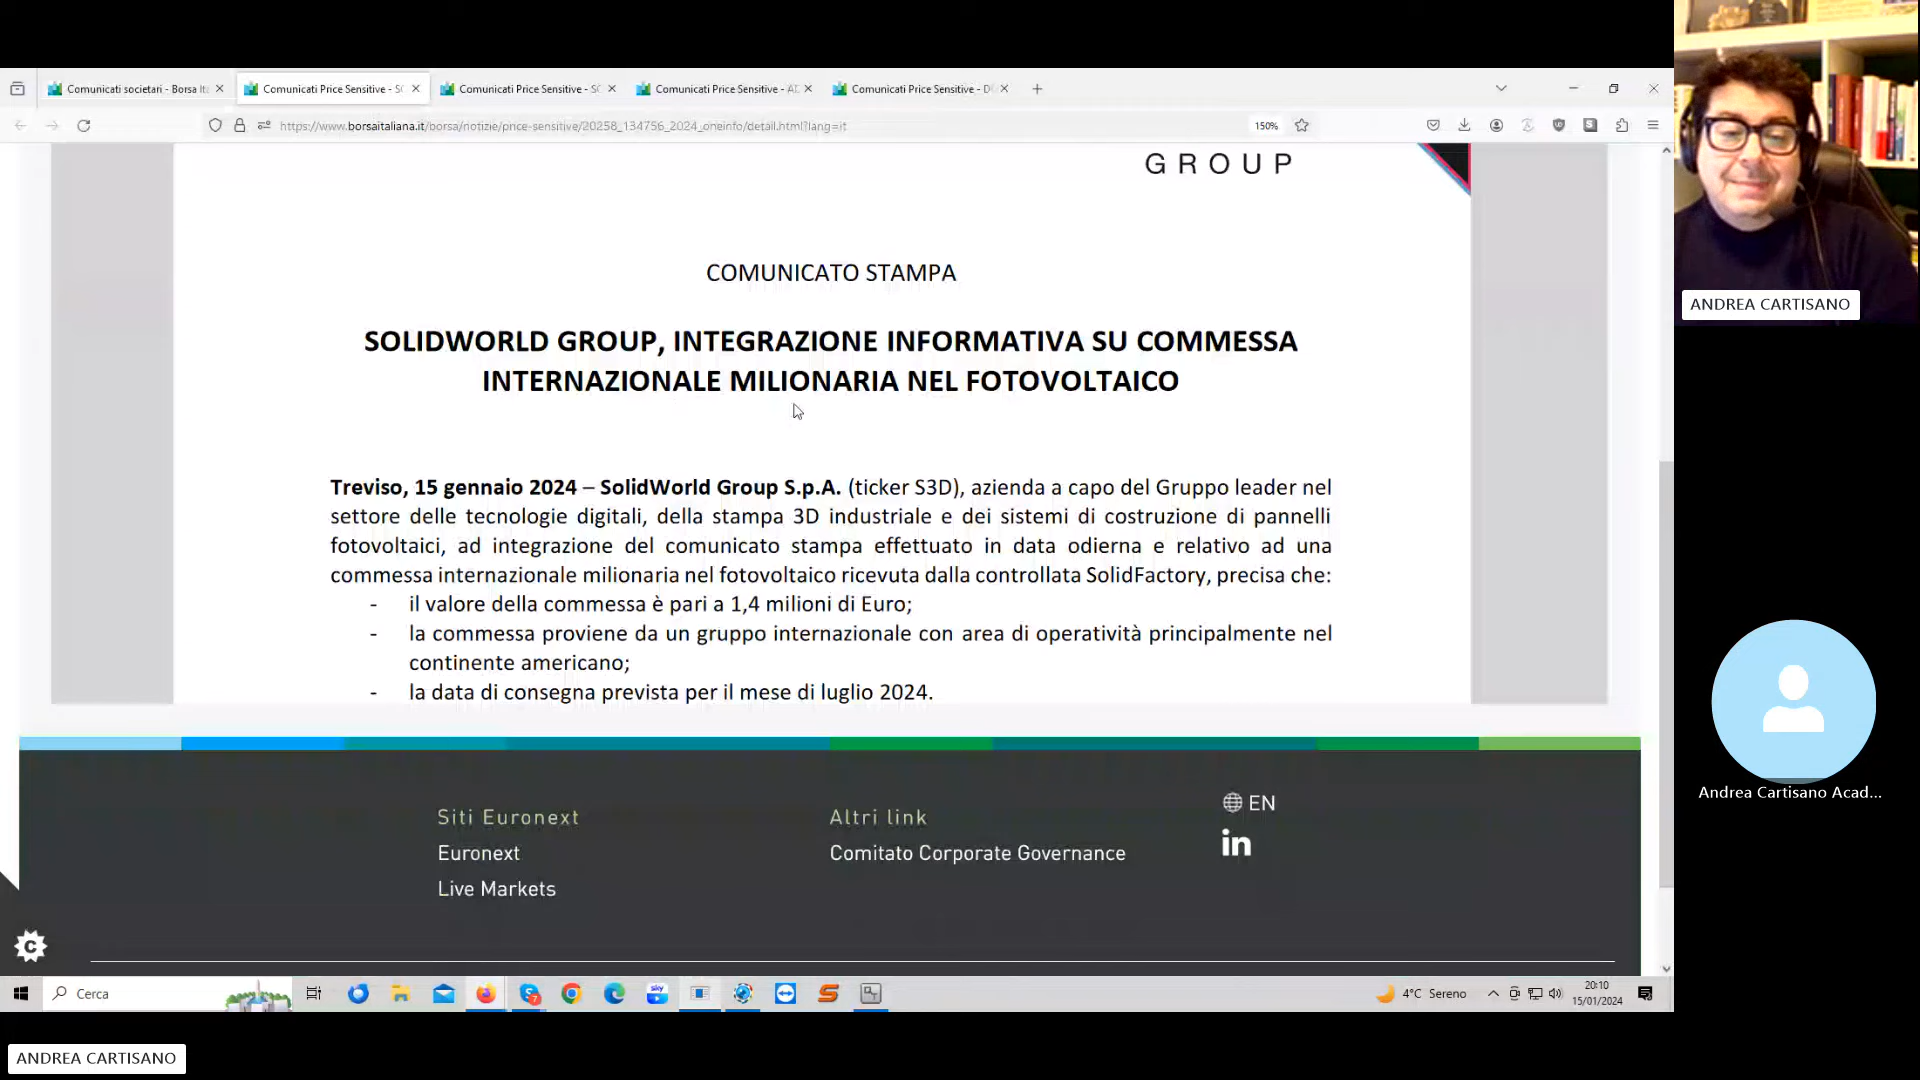 Comunicati societari - Borsa Ita
Comunicati Price Sensitive - SO
Comunicati Price Sensitive - SO
Comunicati Price Sensitive - AL
Comunicati Price Sensitive - D
https://www.borsaitaliana.it/borsa/notizie/price-sensitive/20258_134756_2024_oneinfo/detail.html?lang=it
150%
GROUP
COMUNICATO STAMPA
SOLIDWORLD GROUP, INTEGRAZIONE INFORMATIVA SU COMMESSA
INTERNAZIONALE MILIONARIA NEL FOTOVOLTAICO
Treviso, 15 gennaio 2024 – SolidWorld Group S.p.A. (ticker S3D), azienda a capo del Gruppo leader nel
settore delle tecnologie digitali, della stampa 3D industriale e dei sistemi di costruzione di pannelli
fotovoltaici, ad integrazione del comunicato stampa effettuato in data odierna e relativo ad una
commessa internazionale milionaria nel fotovoltaico ricevuta dalla controllata SolidFactory, precisa che:
- il valore della commessa è pari a 1,4 milioni di Euro;
- la commessa proviene da un gruppo internazionale con area di operatività principalmente nel
continente americano;
- la data di consegna prevista per il mese di luglio 2024.
Siti Euronext
Euronext
Live Markets
Altri link
Comitato Corporate Governance
EN
in
Cerca
4°C Sereno
20:10
15/01/2024
ANDREA CARTISANO
Andrea Cartisano Acad...
ANDREA CARTISANO